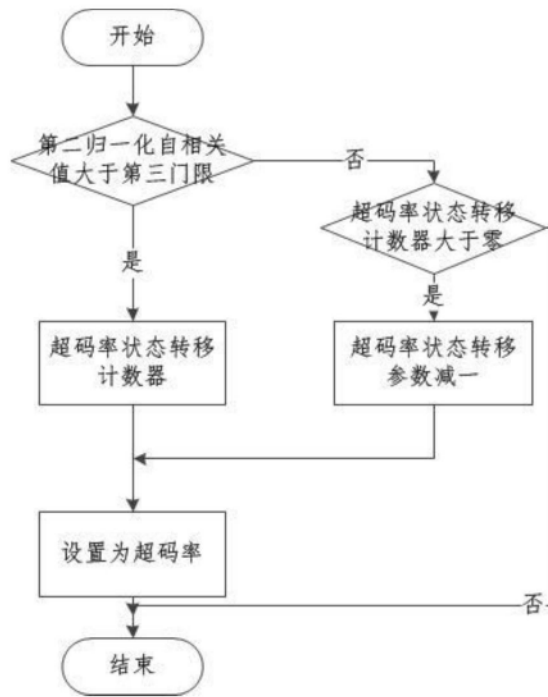 开始
第二归一化自相关
值大于第三门限
否
超码率状态转移
计数器大于零
是
是
超码率状态转移
计数器
超码率状态转移
参数减一
设置为超码率
否
结束